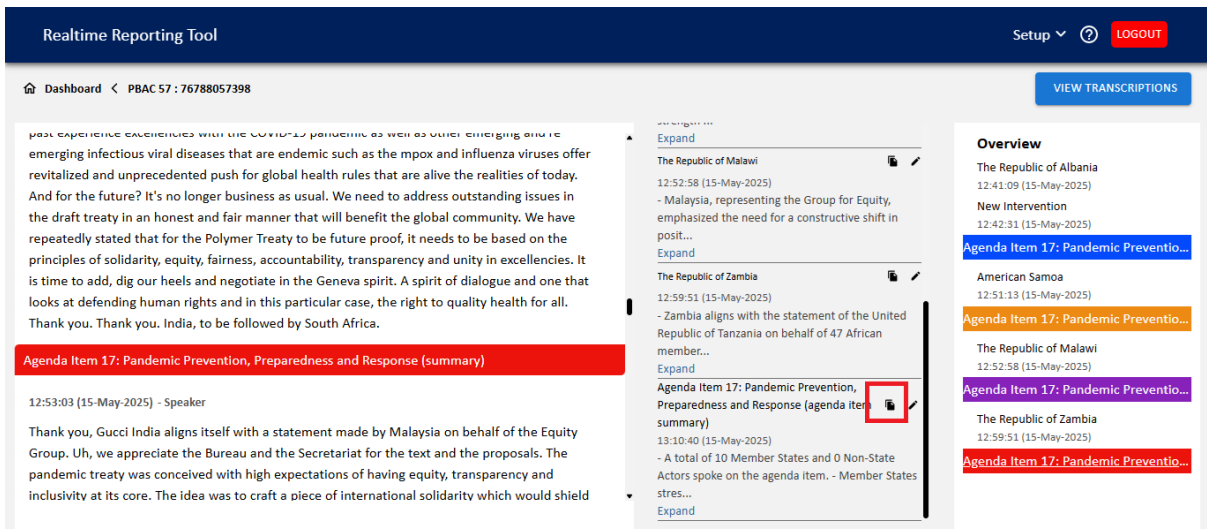 Realtime Reporting Tool
Setup
LOGOUT
Dashboard
PBAC 57 : 76788057398
VIEW TRANSCRIPTIONS
past experience excellencies with the COVID-19 pandemic as well as other emerging and re
emerging infectious viral diseases that are endemic such as the mpox and influenza viruses offer
revitalized and unprecedented push for global health rules that are alive the realities of today.
And for the future? It's no longer business as usual. We need to address outstanding issues in
the draft treaty in an honest and fair manner that will benefit the global community. We have
repeatedly stated that for the Polymer Treaty to be future proof, it needs to be based on the
principles of solidarity, equity, fairness, accountability, transparency and unity in excellencies. It
is time to add, dig our heels and negotiate in the Geneva spirit. A spirit of dialogue and one that
looks at defending human rights and in this particular case, the right to quality health for all.
Thank you. Thank you. India, to be followed by South Africa.
Agenda Item 17: Pandemic Prevention, Preparedness and Response (summary)
12:53:03 (15-May-2025) - Speaker
Thank you, Gucci India aligns itself with a statement made by Malaysia on behalf of the Equity
Group. Uh, we appreciate the Bureau and the Secretariat for the text and the proposals. The
pandemic treaty was conceived with high expectations of having equity, transparency and
inclusivity at its core. The idea was to craft a piece of international solidarity which would shield
strength ...
Expand
The Republic of Malawi
12:52:58 (15-May-2025)
- Malaysia, representing the Group for Equity,
emphasized the need for a constructive shift in
posit...
Expand
The Republic of Zambia
12:59:51 (15-May-2025)
- Zambia aligns with the statement of the United
Republic of Tanzania on behalf of 47 African
member...
Expand
Agenda Item 17: Pandemic Prevention,
Preparedness and Response (agenda item
summary)
13:10:40 (15-May-2025)
- A total of 10 Member States and 0 Non-State
Actors spoke on the agenda item. - Member States
stres...
Expand
Overview
The Republic of Albania
12:41:09 (15-May-2025)
New Intervention
12:42:31 (15-May-2025)
Agenda Item 17: Pandemic Preventio...
American Samoa
12:51:13 (15-May-2025)
Agenda Item 17: Pandemic Preventio...
The Republic of Malawi
12:52:58 (15-May-2025)
Agenda Item 17: Pandemic Preventio...
The Republic of Zambia
12:59:51 (15-May-2025)
Agenda Item 17: Pandemic Preventio...